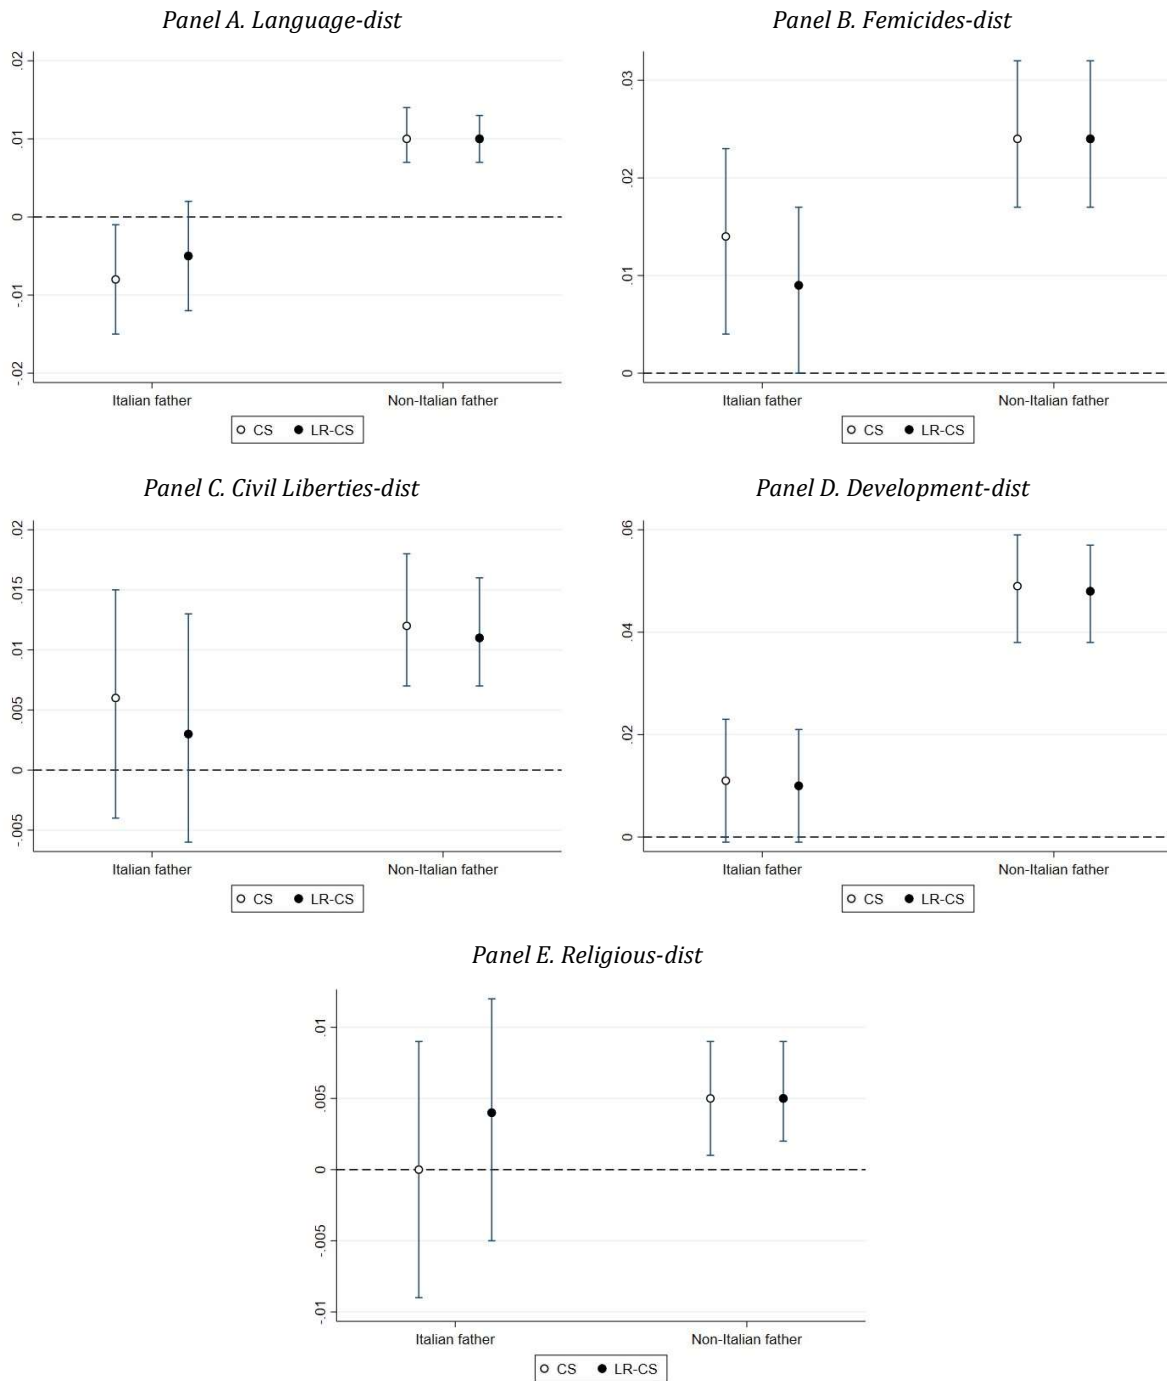 Panel A. Language-dist
.02
.01
0
-.01
-.02
Italian father
Non-Italian father
CS LR-CS
Panel B. Femicides-dist
.03
.02
.01
0
Italian father
Non-Italian father
CS LR-CS
Panel C. Civil Liberties-dist
.02
.015
.01
.005
0
-.005
Italian father
Non-Italian father
CS LR-CS
Panel D. Development-dist
.06
.04
.02
0
Italian father
Non-Italian father
CS LR-CS
Panel E. Religious-dist
.01
.005
0
-.005
-.01
Italian father
Non-Italian father
CS LR-CS